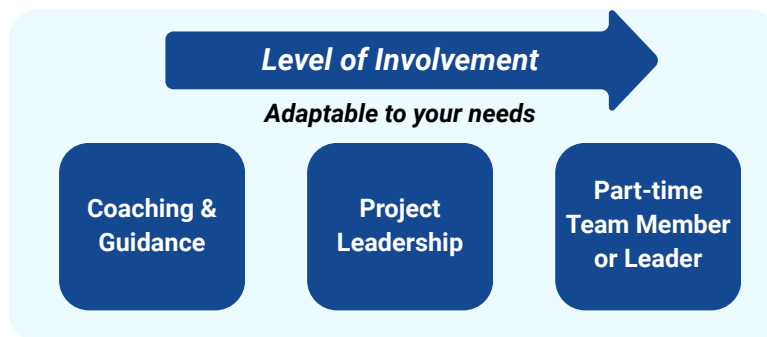 Level of Involvement
Adaptable to your needs
Coaching &
Guidance
Project
Leadership
Part-time
Team Member
or Leader